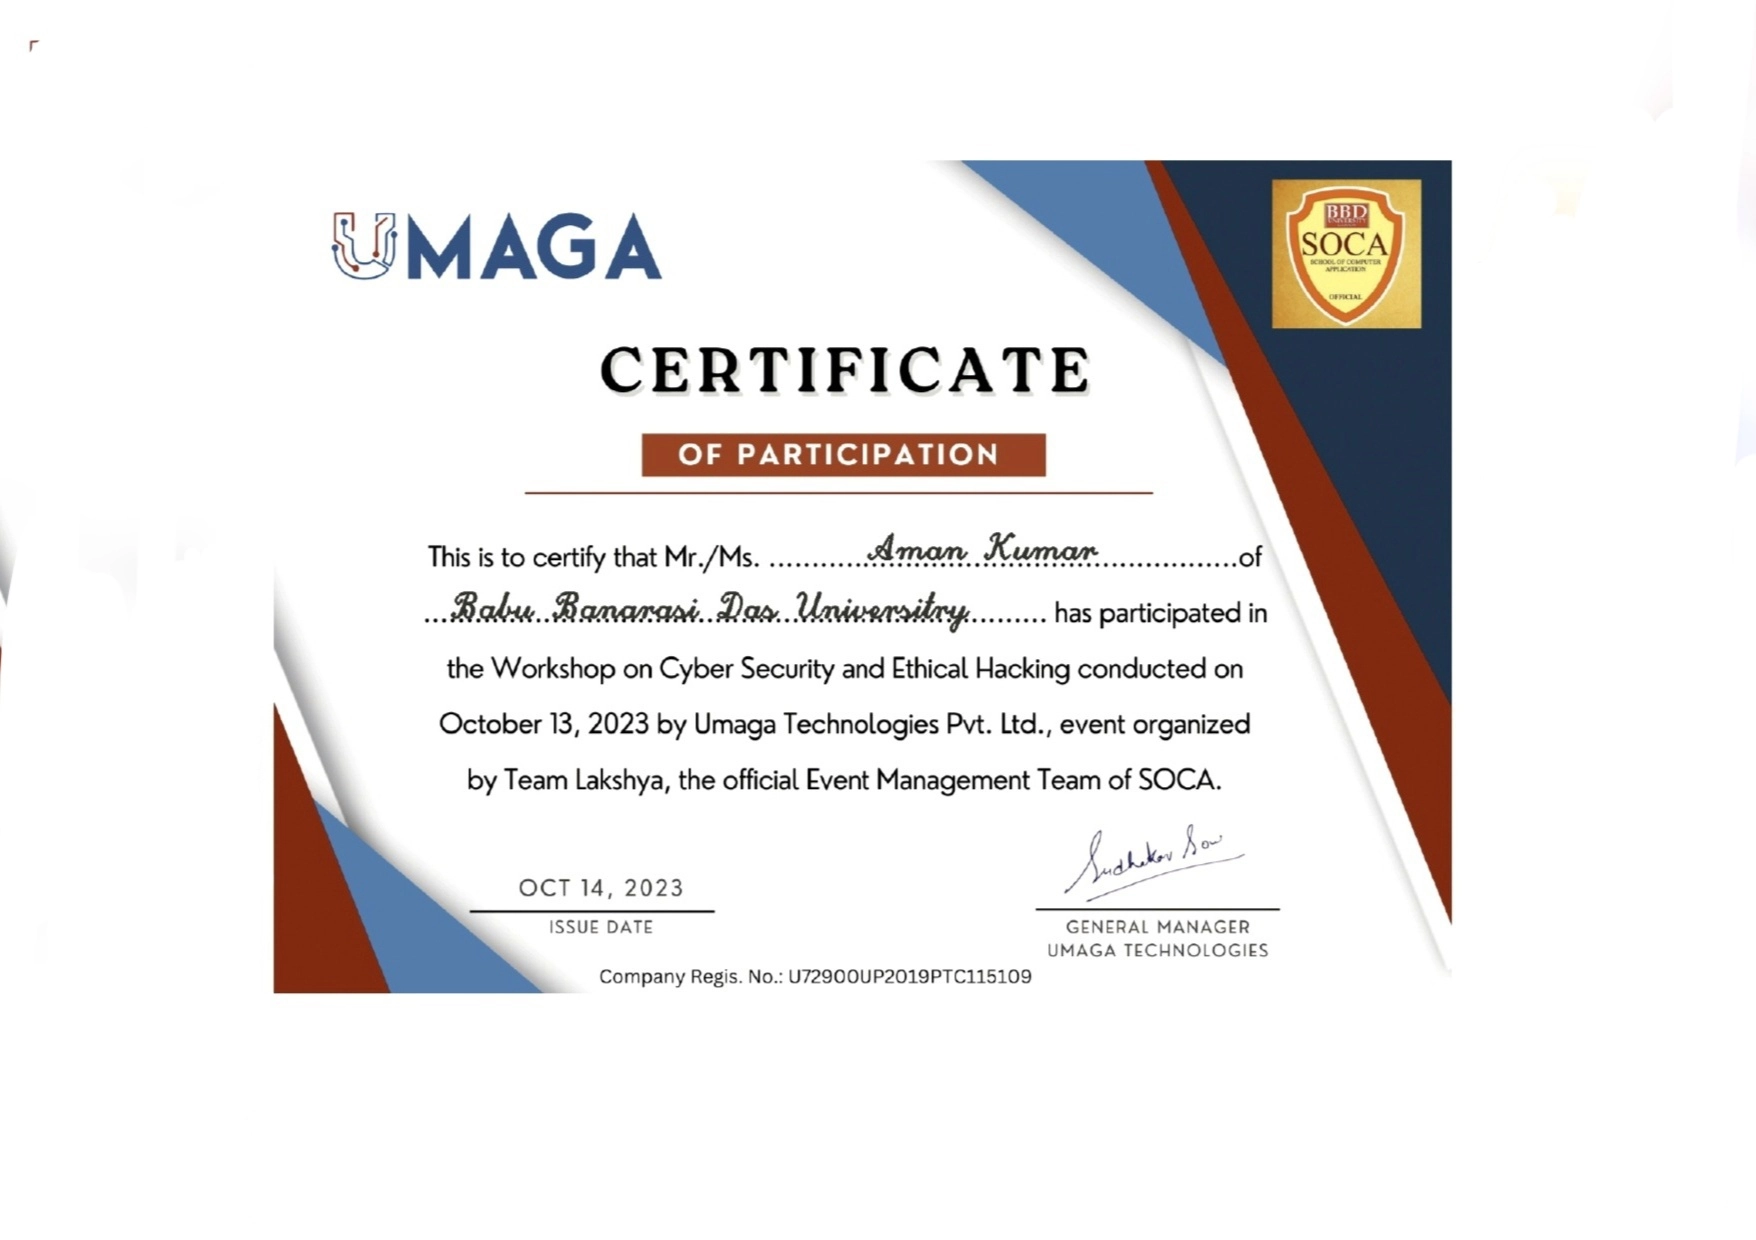 UMAGA
BBD
UNIVERSITY
SOCA
SCHOOL OF COMPUTER
APPLICATION
OFFICIAL
CERTIFICATE
OF PARTICIPATION
This is to certify that Mr./Ms. ..........Aman Kumar...............of
...Babu Banarasi Das Universitry......... has participated in
the Workshop on Cyber Security and Ethical Hacking conducted on
October 13, 2023 by Umaga Technologies Pvt. Ltd., event organized
by Team Lakshya, the official Event Management Team of SOCA.
OCT 14, 2023
ISSUE DATE
GENERAL MANAGER
UMAGA TECHNOLOGIES
Company Regis. No.: U72900UP2019PTC115109